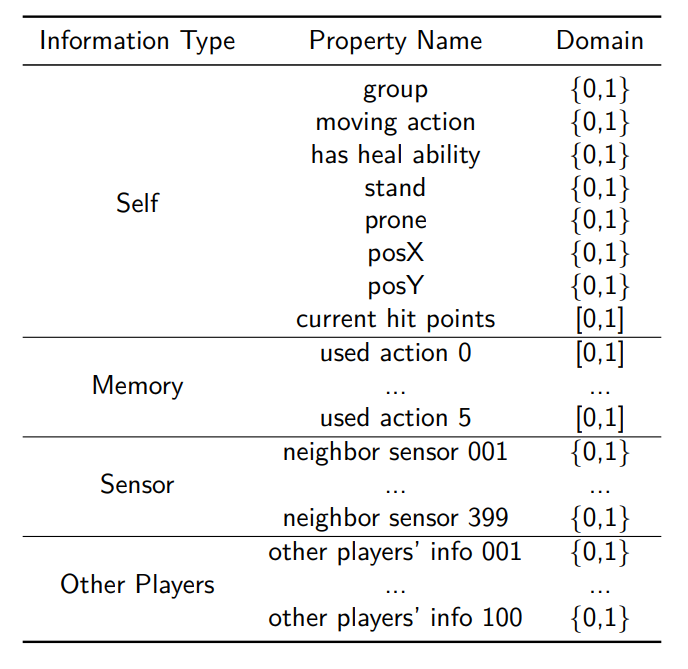 Information Type Property Name Domain
group {0,1}
moving action {0,1}
has heal ability {0,1}
stand {0,1}
Self
prone {0,1}
posX {0,1}
posY {0,1}
current hit points [0,1]
used action 0 [0,1]
Memory ... ...
used action 5 [0,1]
neighbor sensor 001 {0,1}
Sensor ... ...
neighbor sensor 399 {0,1}
other players' info 001 {0,1}
Other Players ... ...
other players' info 100 {0,1}